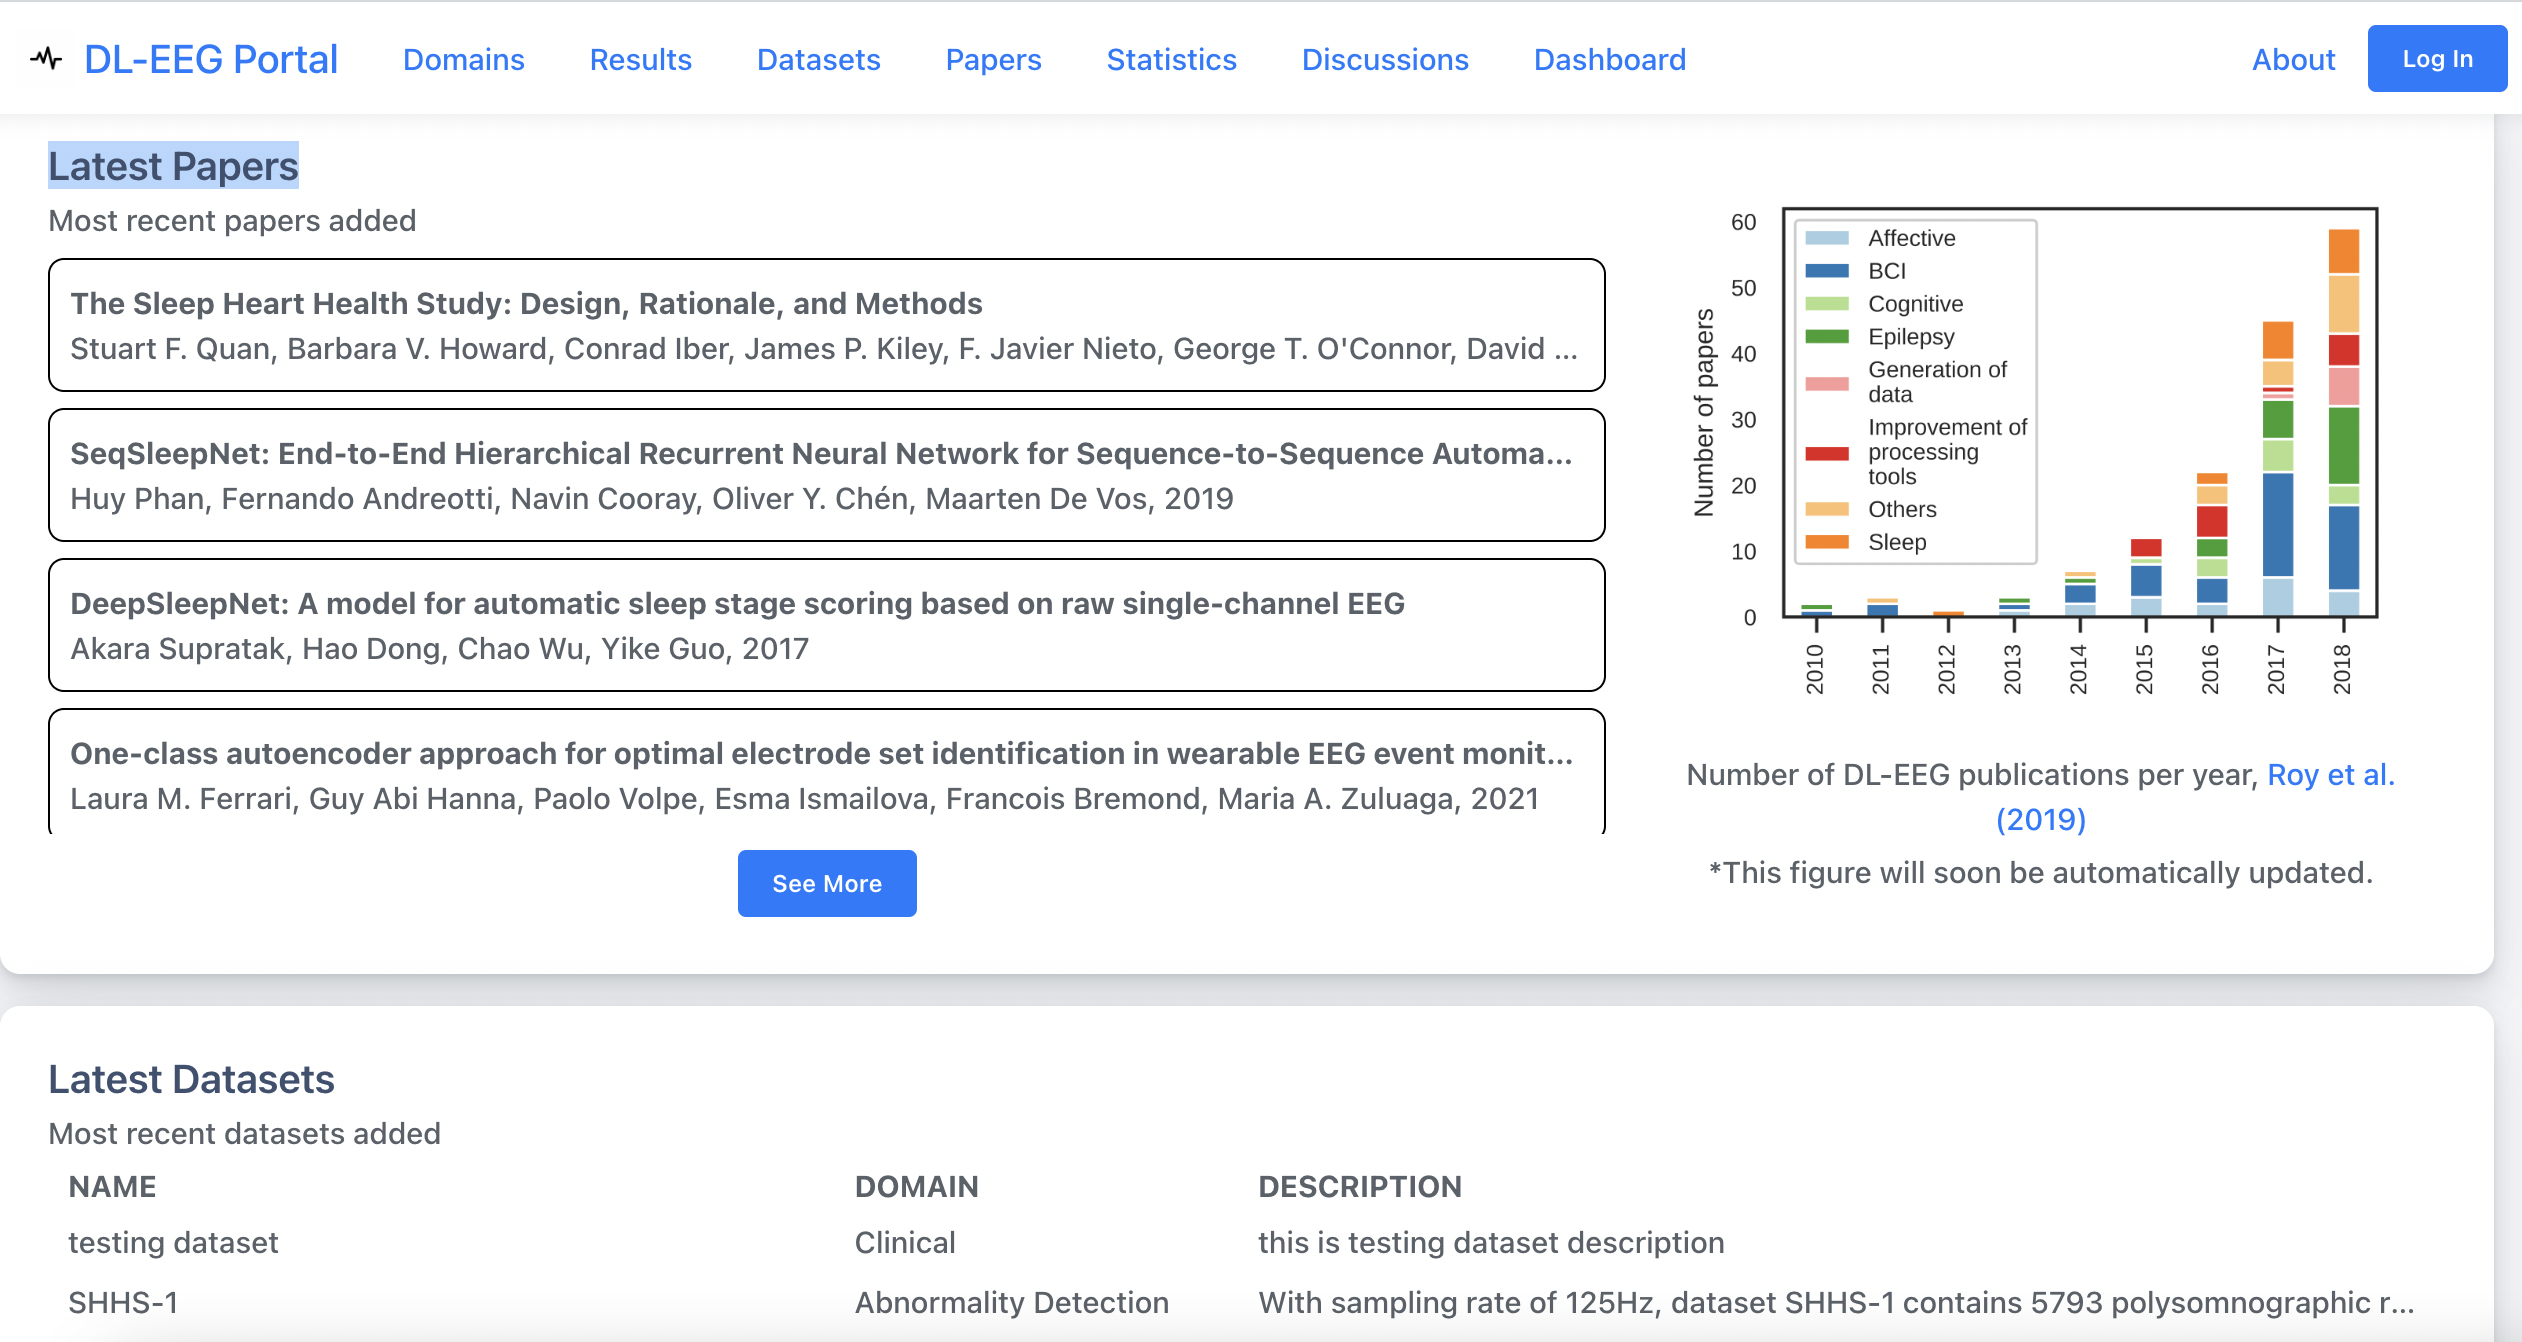 DL-EEG Portal Domains Results Datasets Papers Statistics Discussions Dashboard About Log In
Latest Papers
Most recent papers added
The Sleep Heart Health Study: Design, Rationale, and Methods
Stuart F. Quan, Barbara V. Howard, Conrad Iber, James P. Kiley, F. Javier Nieto, George T. O'Connor, David ...
SeqSleepNet: End-to-End Hierarchical Recurrent Neural Network for Sequence-to-Sequence Automa...
Huy Phan, Fernando Andreotti, Navin Cooray, Oliver Y. Chén, Maarten De Vos, 2019
DeepSleepNet: A model for automatic sleep stage scoring based on raw single-channel EEG
Akara Supratak, Hao Dong, Chao Wu, Yike Guo, 2017
One-class autoencoder approach for optimal electrode set identification in wearable EEG event monit...
Laura M. Ferrari, Guy Abi Hanna, Paolo Volpe, Esma Ismailova, Francois Bremond, Maria A. Zuluaga, 2021
See More
Number of papers
60
50
40
30
20
10
0
Affective
BCI
Cognitive
Epilepsy
Generation of
data
Improvement of
processing
tools
Others
Sleep
2010 2011 2012 2013 2014 2015 2016 2017 2018
Number of DL-EEG publications per year, Roy et al.
(2019)
*This figure will soon be automatically updated.
Latest Datasets
Most recent datasets added
NAME DOMAIN DESCRIPTION
testing dataset Clinical this is testing dataset description
SHHS-1 Abnormality Detection With sampling rate of 125Hz, dataset SHHS-1 contains 5793 polysomnographic r...